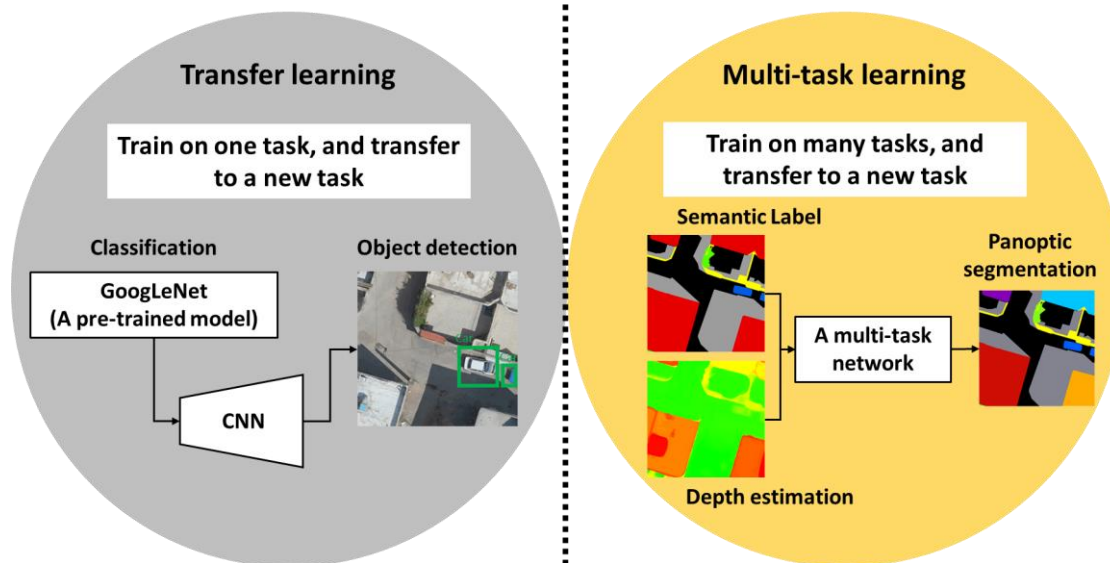 Transfer learning
Train on one task, and transfer
to a new task
Classification
GoogLeNet
(A pre-trained model)
CNN
Object detection
Multi-task learning
Train on many tasks, and
transfer to a new task
Semantic Label
Depth estimation
A multi-task
network
Panoptic
segmentation